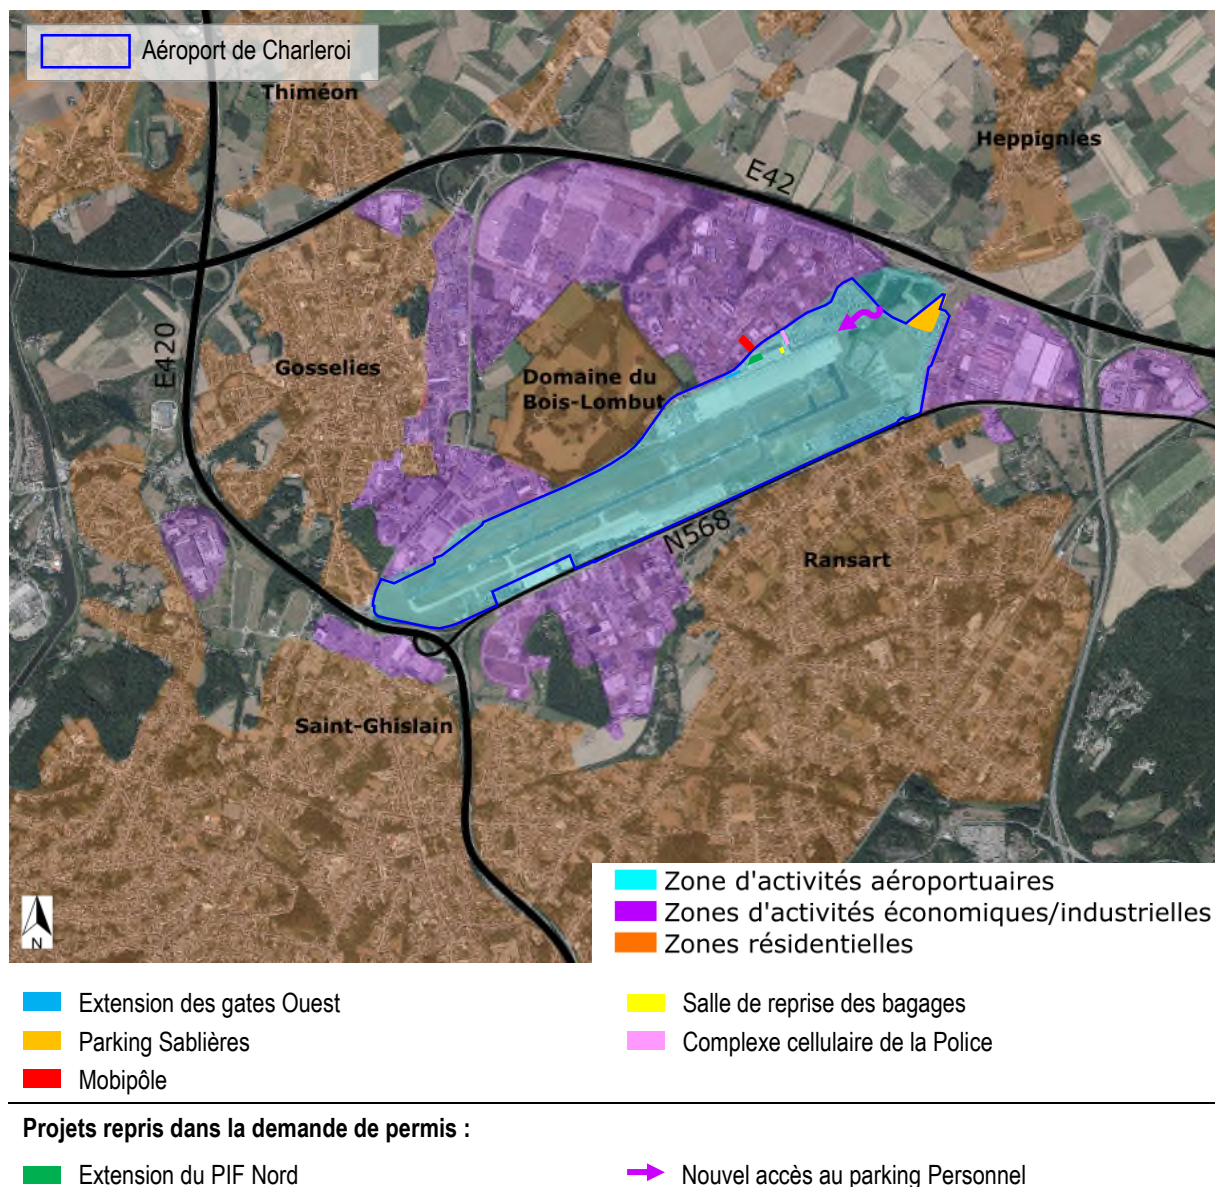 Aéroport de Charleroi
Thiméon
Heppignies
E42
E420
Gosselies
Domaine du
Bois-Lombut
N568
Ransart
Saint-Ghislain
N
Zone d'activités aéroportuaires
Zones d'activités économiques/industrielles
Zones résidentielles
Extension des gates Ouest
Salle de reprise des bagages
Parking Sablières
Complexe cellulaire de la Police
Mobipôle
Projets repris dans la demande de permis :
Extension du PIF Nord
Nouvel accès au parking Personnel